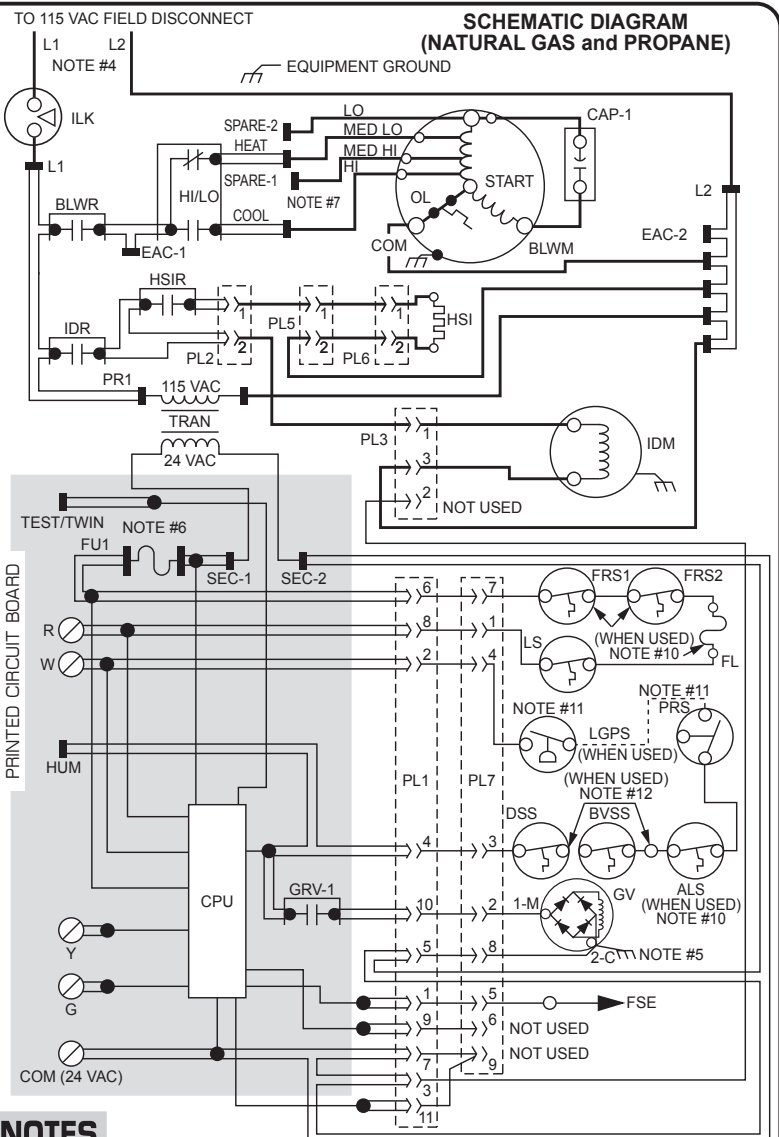 TO 115 VAC FIELD DISCONNECT
SCHEMATIC DIAGRAM
(NATURAL GAS and PROPANE)
L1
L2
NOTE #4
EQUIPMENT GROUND
ILK
LO
CAP-1
SPARE-2
MED LO
HEAT
MED HI
SPARE-1
HI
L1
START
HI/LO
NOTE #7
L2
BLWR
OL
COOL
EAC-2
EAC-1
COM
BLWM
HSIR
1
1
1
HSI
PL5
IDR
2
2
2
PL2
PL6
PR1
115 VAC
TRAN
PL3
1
IDM
24 VAC
3
2
NOT USED
TEST/TWIN
NOTE #6
FU1
SEC-1
SEC-2
PRINTED CIRCUIT BOARD
6
7
FRS1
FRS2
R
8
1
LS
(WHEN USED)
NOTE #10
FL
W
2
4
NOTE #11
NOTE #11
PRS
LGPS
(WHEN USED)
HUM
PL1
PL7
(WHEN USED)
NOTE #12
DSS
BVSS
4
3
CPU
GRV-1
ALS
(WHEN USED)
NOTE #10
GV
10
2
1-M
Y
5
8
2-C
NOTE #5
G
1
5
FSE
9
6
NOT USED
NOT USED
COM (24 VAC)
7
9
3
11
NOTES